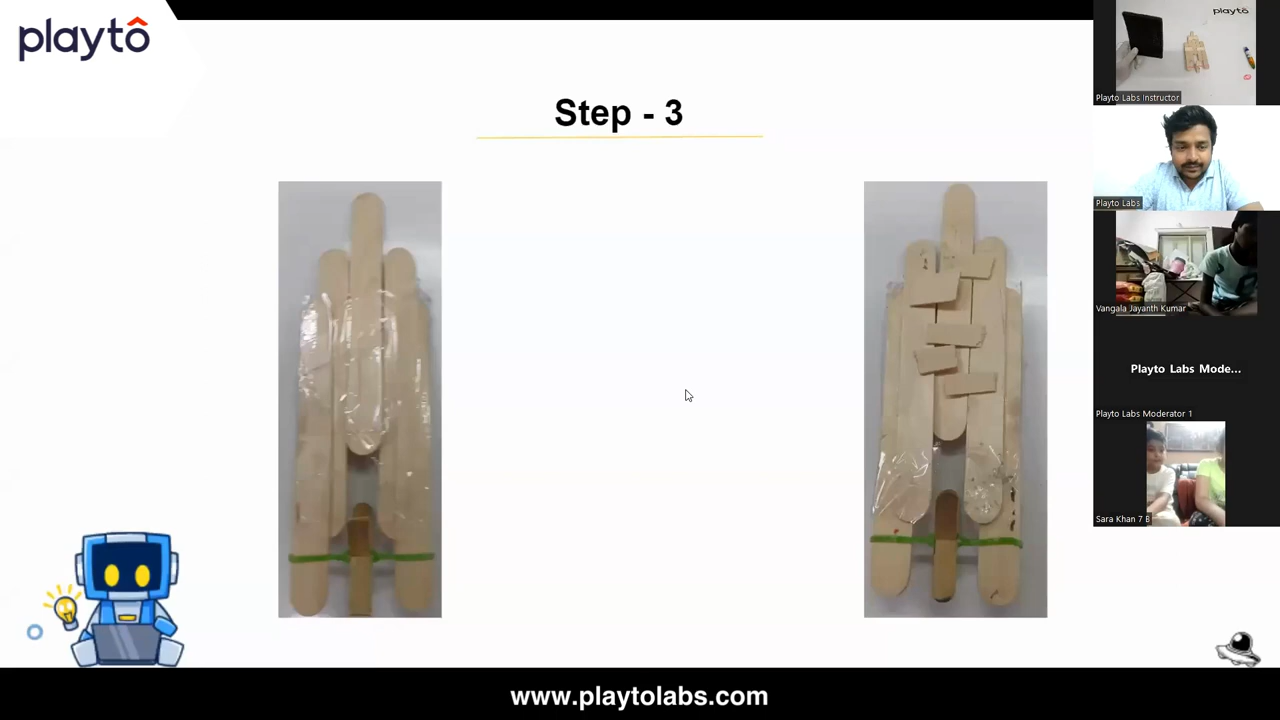 playtô
Step - 3
www.playtolabs.com
playtô
Playto Labs Instructor
Playto Labs
Vangala Jayanth Kumar
Playto Labs Mode...
Playto Labs Moderator 1
Sara Khan 7 B